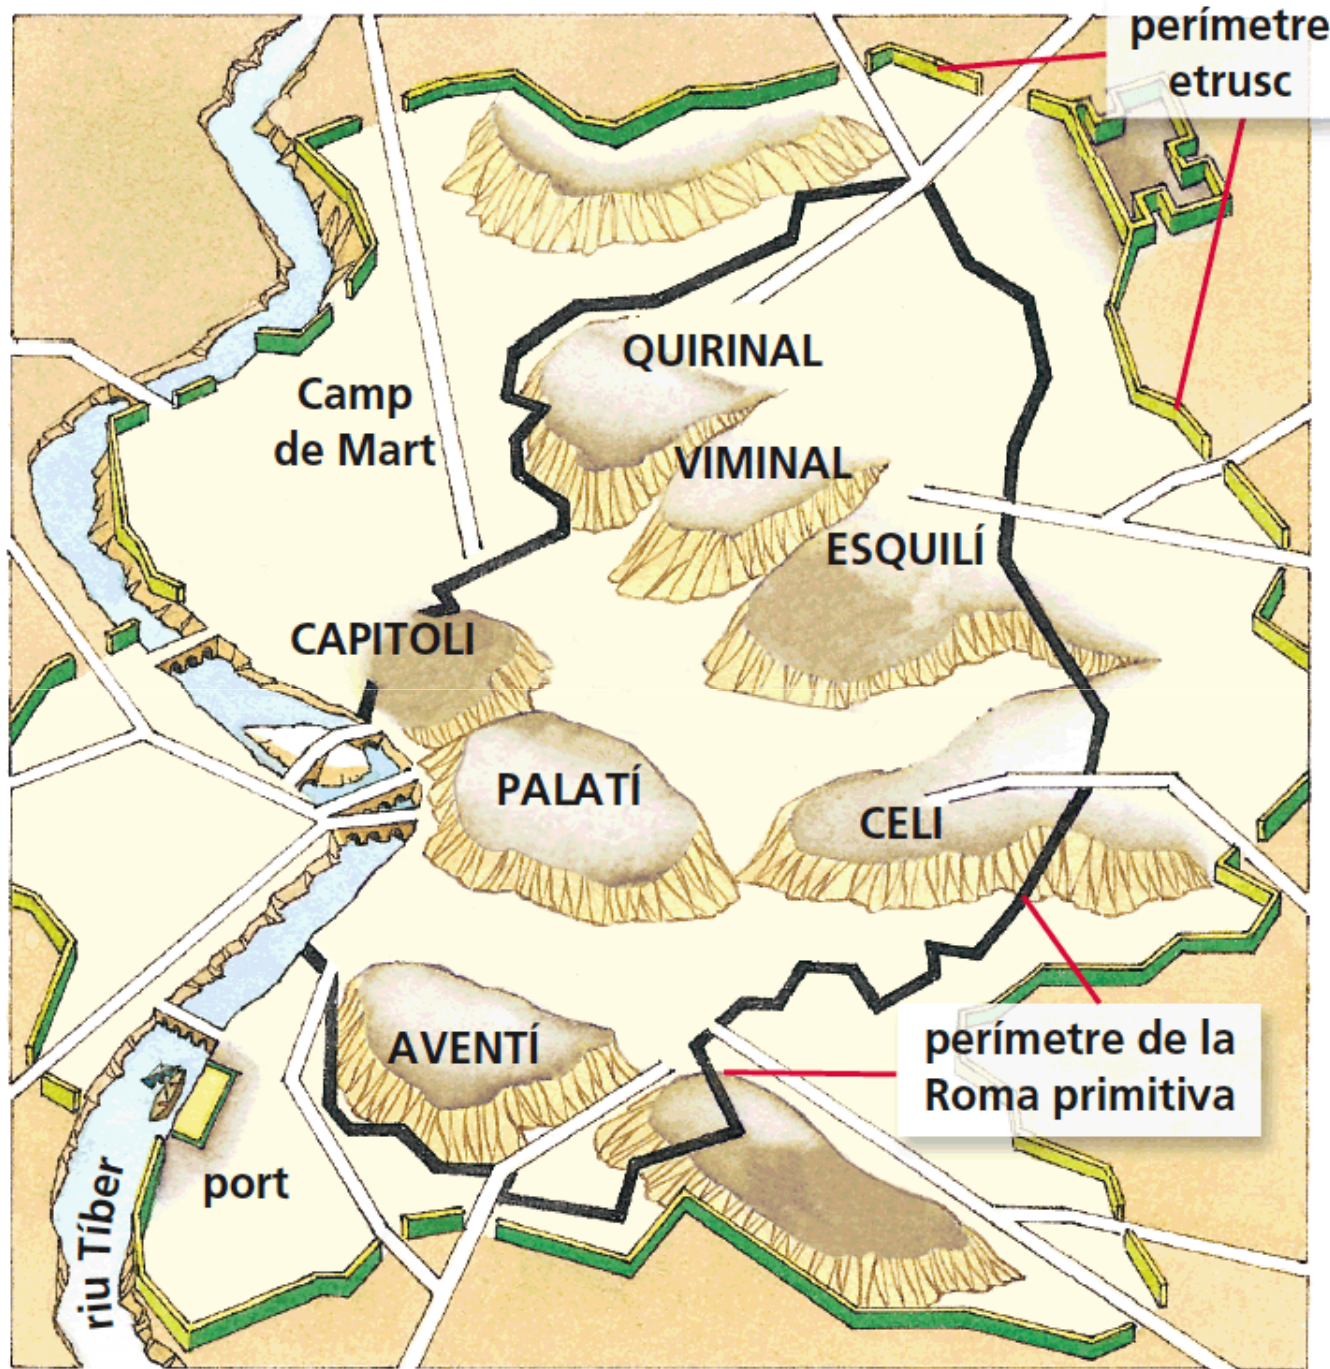 perímetre
etrusc
QUIRINAL
Camp
de Mart
VIMINAL
ESQUILÍ
CAPITOLI
PALATÍ
CELI
AVENTÍ
perímetre de la
Roma primitiva
port
riu Tíber